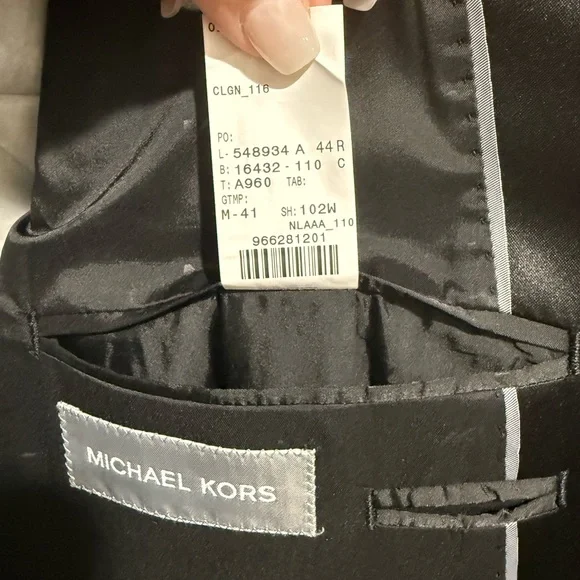 CLGN_116
PO:
L- 548934 A 44R
B: 16432-110 C
T: A960 TAB:
GTMP:
M-41 SH: 102W
NLAAA_110
966281201
MICHAEL KORS